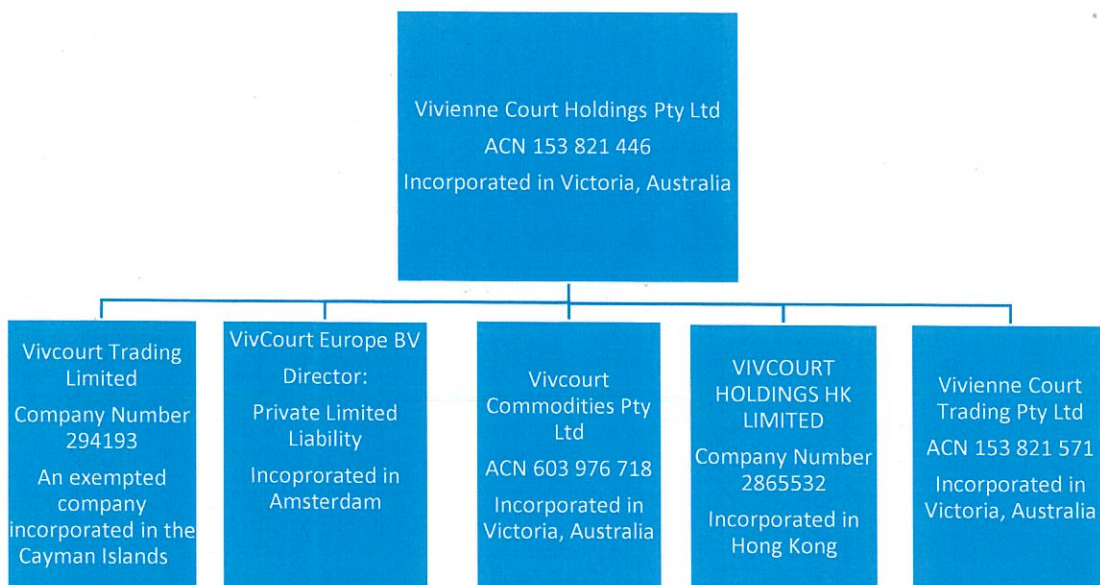 Vivienne Court Holdings Pty Ltd
ACN 153 821 446
Incorporated in Victoria, Australia
Vivcourt Trading
Limited
Company Number
294193
An exempted
company
incorporated in the
Cayman Islands
VivCourt Europe BV
Director:
Private Limited
Liability
Incoprorated in
Amsterdam
Vivcourt
Commodities Pty
Ltd
ACN 603 976 718
Incorporated in
Victoria, Australia
VIVCOURT
HOLDINGS HK
LIMITED
Company Number
2865532
Incorporated in
Hong Kong
Vivienne Court
Trading Pty Ltd
ACN 153 821 571
Incorporated in
Victoria, Australia